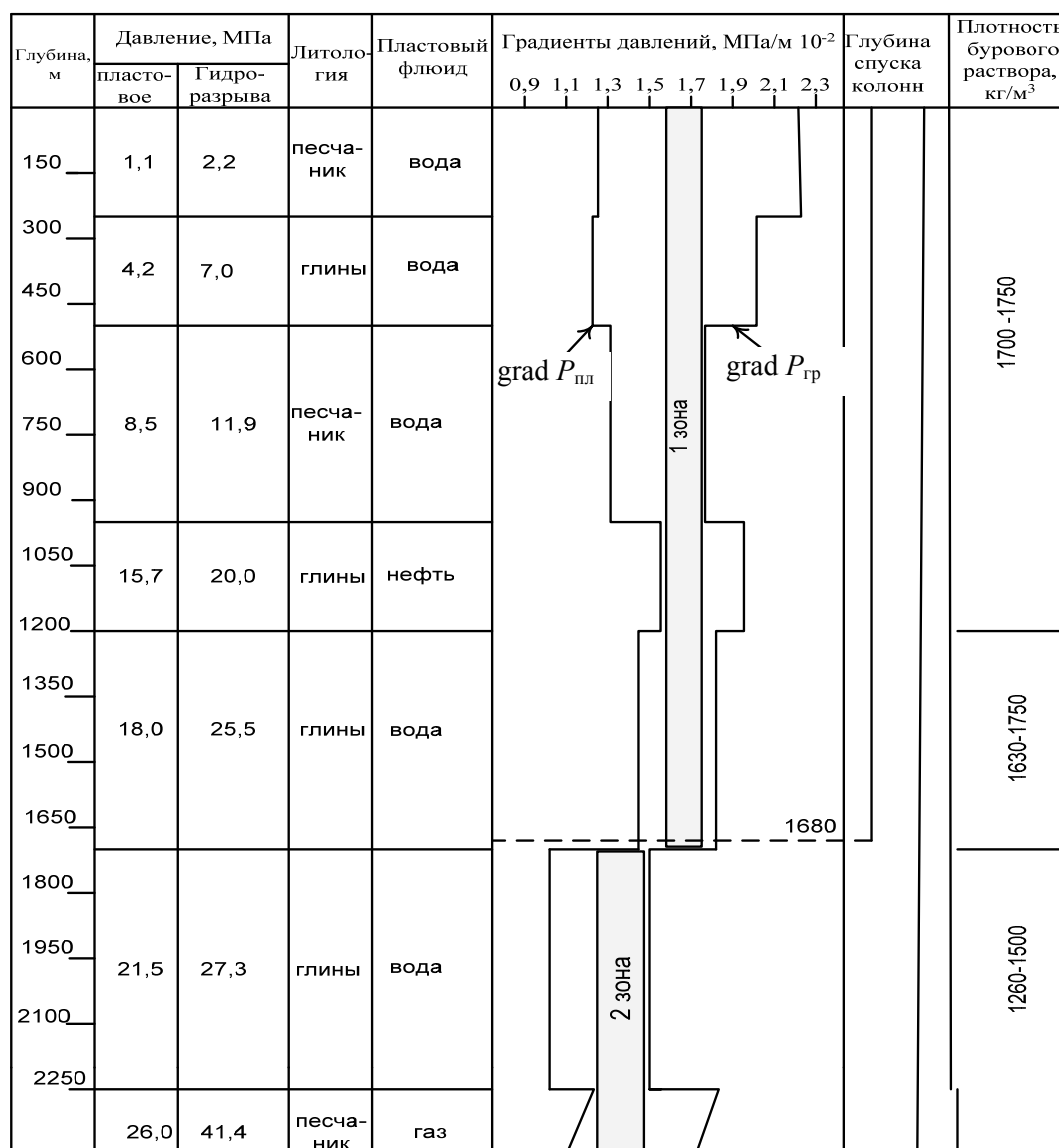 Глубина,
м
Давление, МПа
пласто-
вое
Гидро-
разрыва
Литоло-
гия
Пластовый
флюид
Градиенты давлений, МПа/м 10-2
0,9 1,1 1,3 1,5 1,7 1,9 2,1 2,3
Глубина
спуска
колонн
Плотность
бурового
раствора,
кг/м3
150
1,1 2,2
песча-
ник
вода
300
4,2 7,0 глины вода
450
1700 -1750
600
grad Pпл
grad Pгр
750
8,5 11,9
песча-
ник
вода
1 зона
900
1050
15,7 20,0 глины нефть
1200
1350
18,0 25,5 глины вода
1630-1750
1500
1650
1680
1800
1950
21,5 27,3 глины вода
2 зона
1260-1500
2100
2250
26,0 41,4
песча-
ник
газ